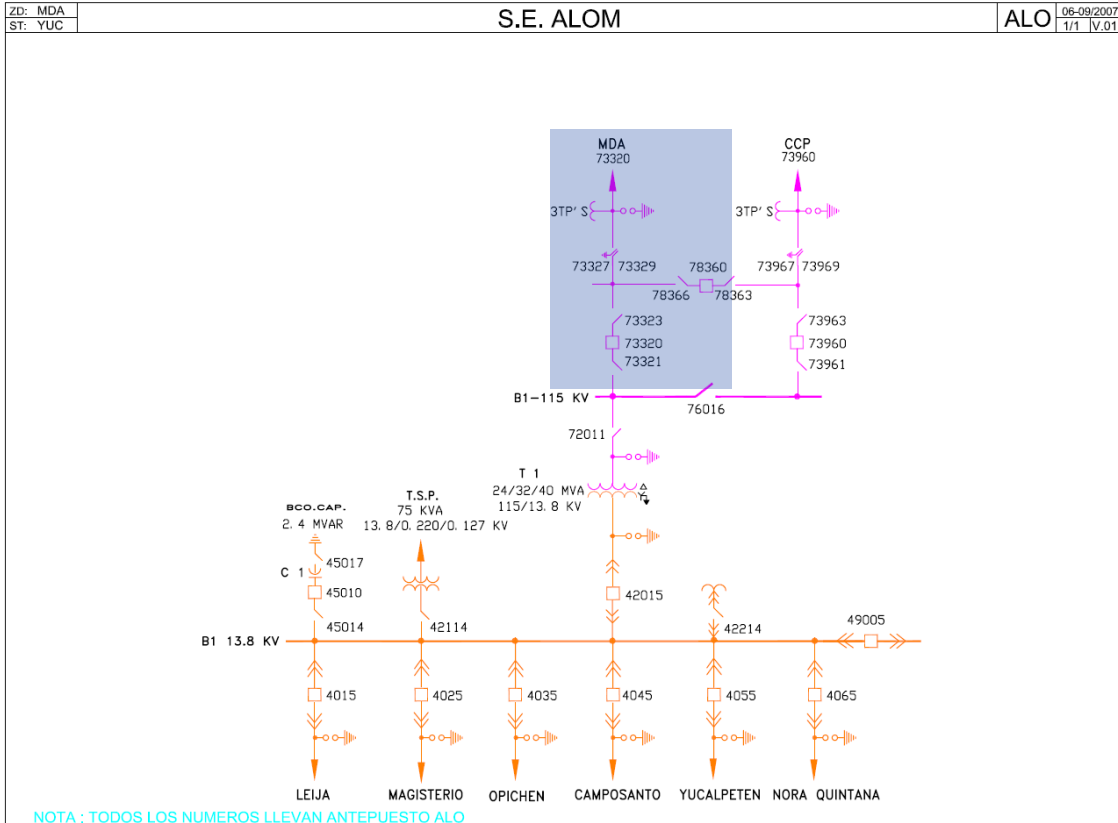 ZD: MDA
ST: YUC
S.E. ALOM
ALO
06-09/2007
1/1 V.01
MDA
73320
CCP
73960
3TP'S
3TP'S
73327 73329
78360
73967 73969
78366
78363
73323
73963
73320
73960
73321
73961
B1-115 KV
76016
72011
T 1
24/32/40 MVA
115/13.8 KV
Y
BCO.CAP.
2.4 MVAR
T.S.P.
75 KVA
13.8/0.220/0.127 KV
45017
C 1
45010
45014
42114
42015
42214
49005
B1 13.8 KV
4015
4025
4035
4045
4055
4065
LEIJA
MAGISTERIO
OPICHEN
CAMPOSANTO
YUCALPETEN
NORA QUINTANA
NOTA : TODOS LOS NUMEROS LLEVAN ANTEPUESTO ALO